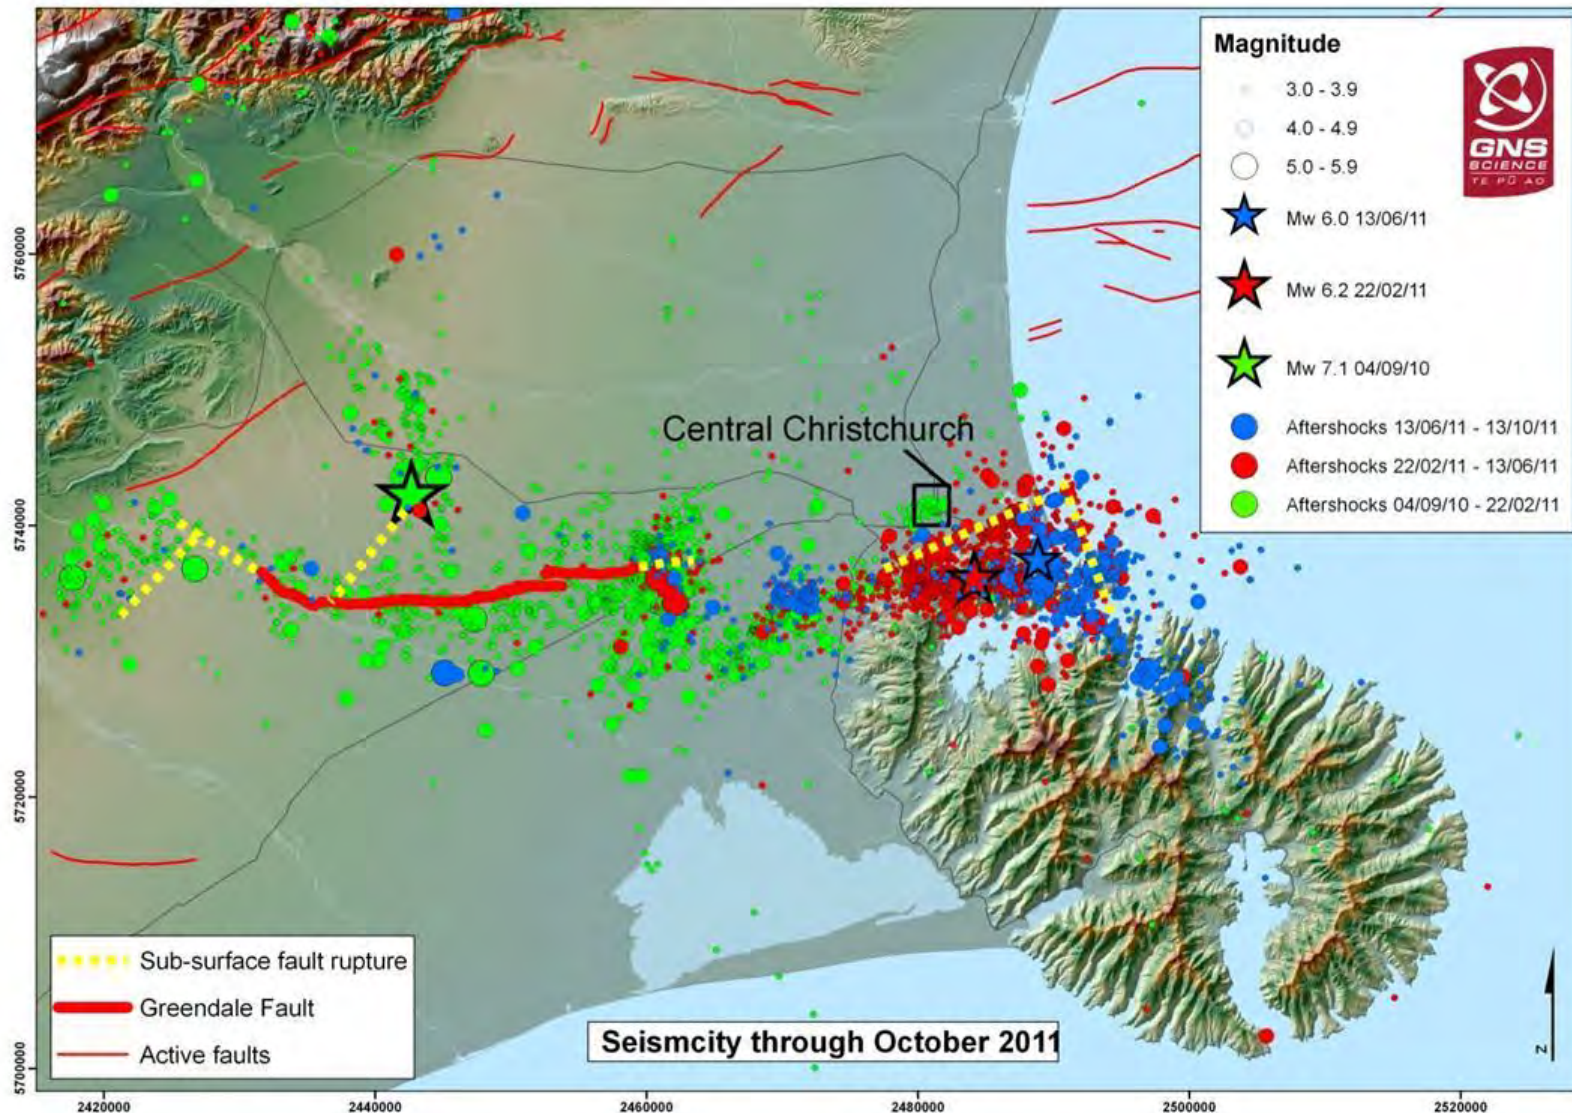 Magnitude
3.0 - 3.9
4.0 - 4.9
5.0 - 5.9
Mw 6.0 13/06/11
Mw 6.2 22/02/11
Mw 7.1 04/09/10
Aftershocks 13/06/11 - 13/10/11
Aftershocks 22/02/11 - 13/06/11
Aftershocks 04/09/10 - 22/02/11
GNS
SCIENCE
TE PŪ AO
Central Christchurch
5760000
5740000
5720000
5700000
Sub-surface fault rupture
Greendale Fault
Active faults
Seismcity through October 2011
N
2420000
2440000
2460000
2480000
2500000
2520000